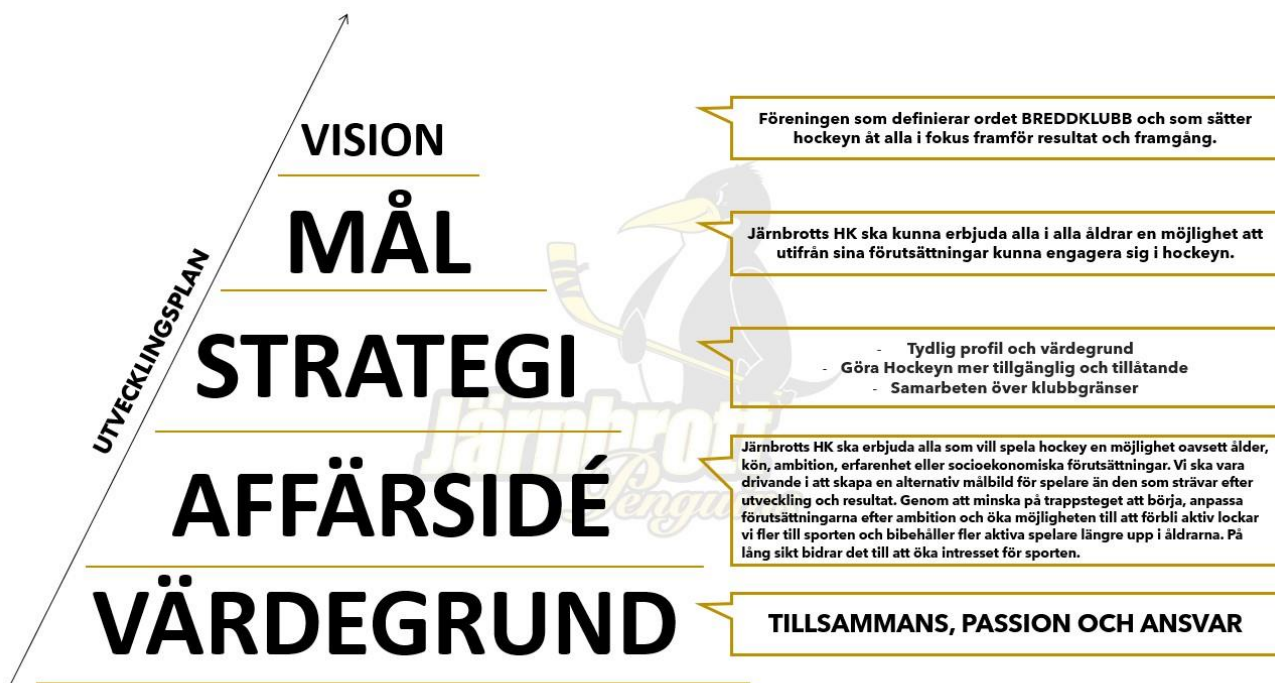 UTVECKLINGSPLAN
VISION
Föreningen som definierar ordet BREDDKLUBB och som sätter
hockeyn åt alla i fokus framför resultat och framgång.
MÅL
Järnbrotts HK ska kunna erbjuda alla i alla åldrar en möjlighet att
utifrån sina förutsättningar kunna engagera sig i hockeyn.
STRATEGI
- Tydlig profil och värdegrund
- Göra Hockeyn mer tillgänglig och tillåtande
- Samarbeten över klubbgränser
AFFÄRSIDÉ
Järnbrotts HK ska erbjuda alla som vill spela hockey en möjlighet oavsett ålder,
kön, ambition, erfarenhet eller socioekonomiska förutsättningar. Vi ska vara
drivande i att skapa en alternativ målbild för spelare än den som strävar efter
utveckling och resultat. Genom att minska på trappsteget att börja, anpassa
förutsättningarna efter ambition och öka möjligheten till att förbli aktiv lockar
vi fler till sporten och bibehåller fler aktiva spelare längre upp i åldrarna. På
lång sikt bidrar det till att öka intresset för sporten.
VÄRDEGRUND
TILLSAMMANS, PASSION OCH ANSVAR
Järnbrott